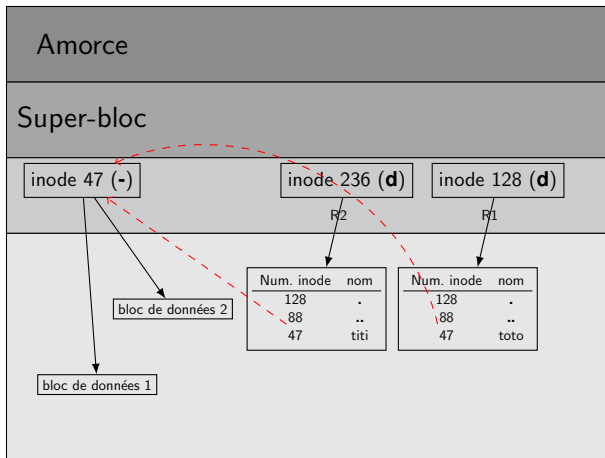 Amorce
Super-bloc
inode 47 (-)
inode 236 (d)
inode 128 (d)
R2
R1
Num. inode nom
128 .
88 ..
47 titi
Num. inode nom
128 .
88 ..
47 toto
bloc de données 2
bloc de données 1